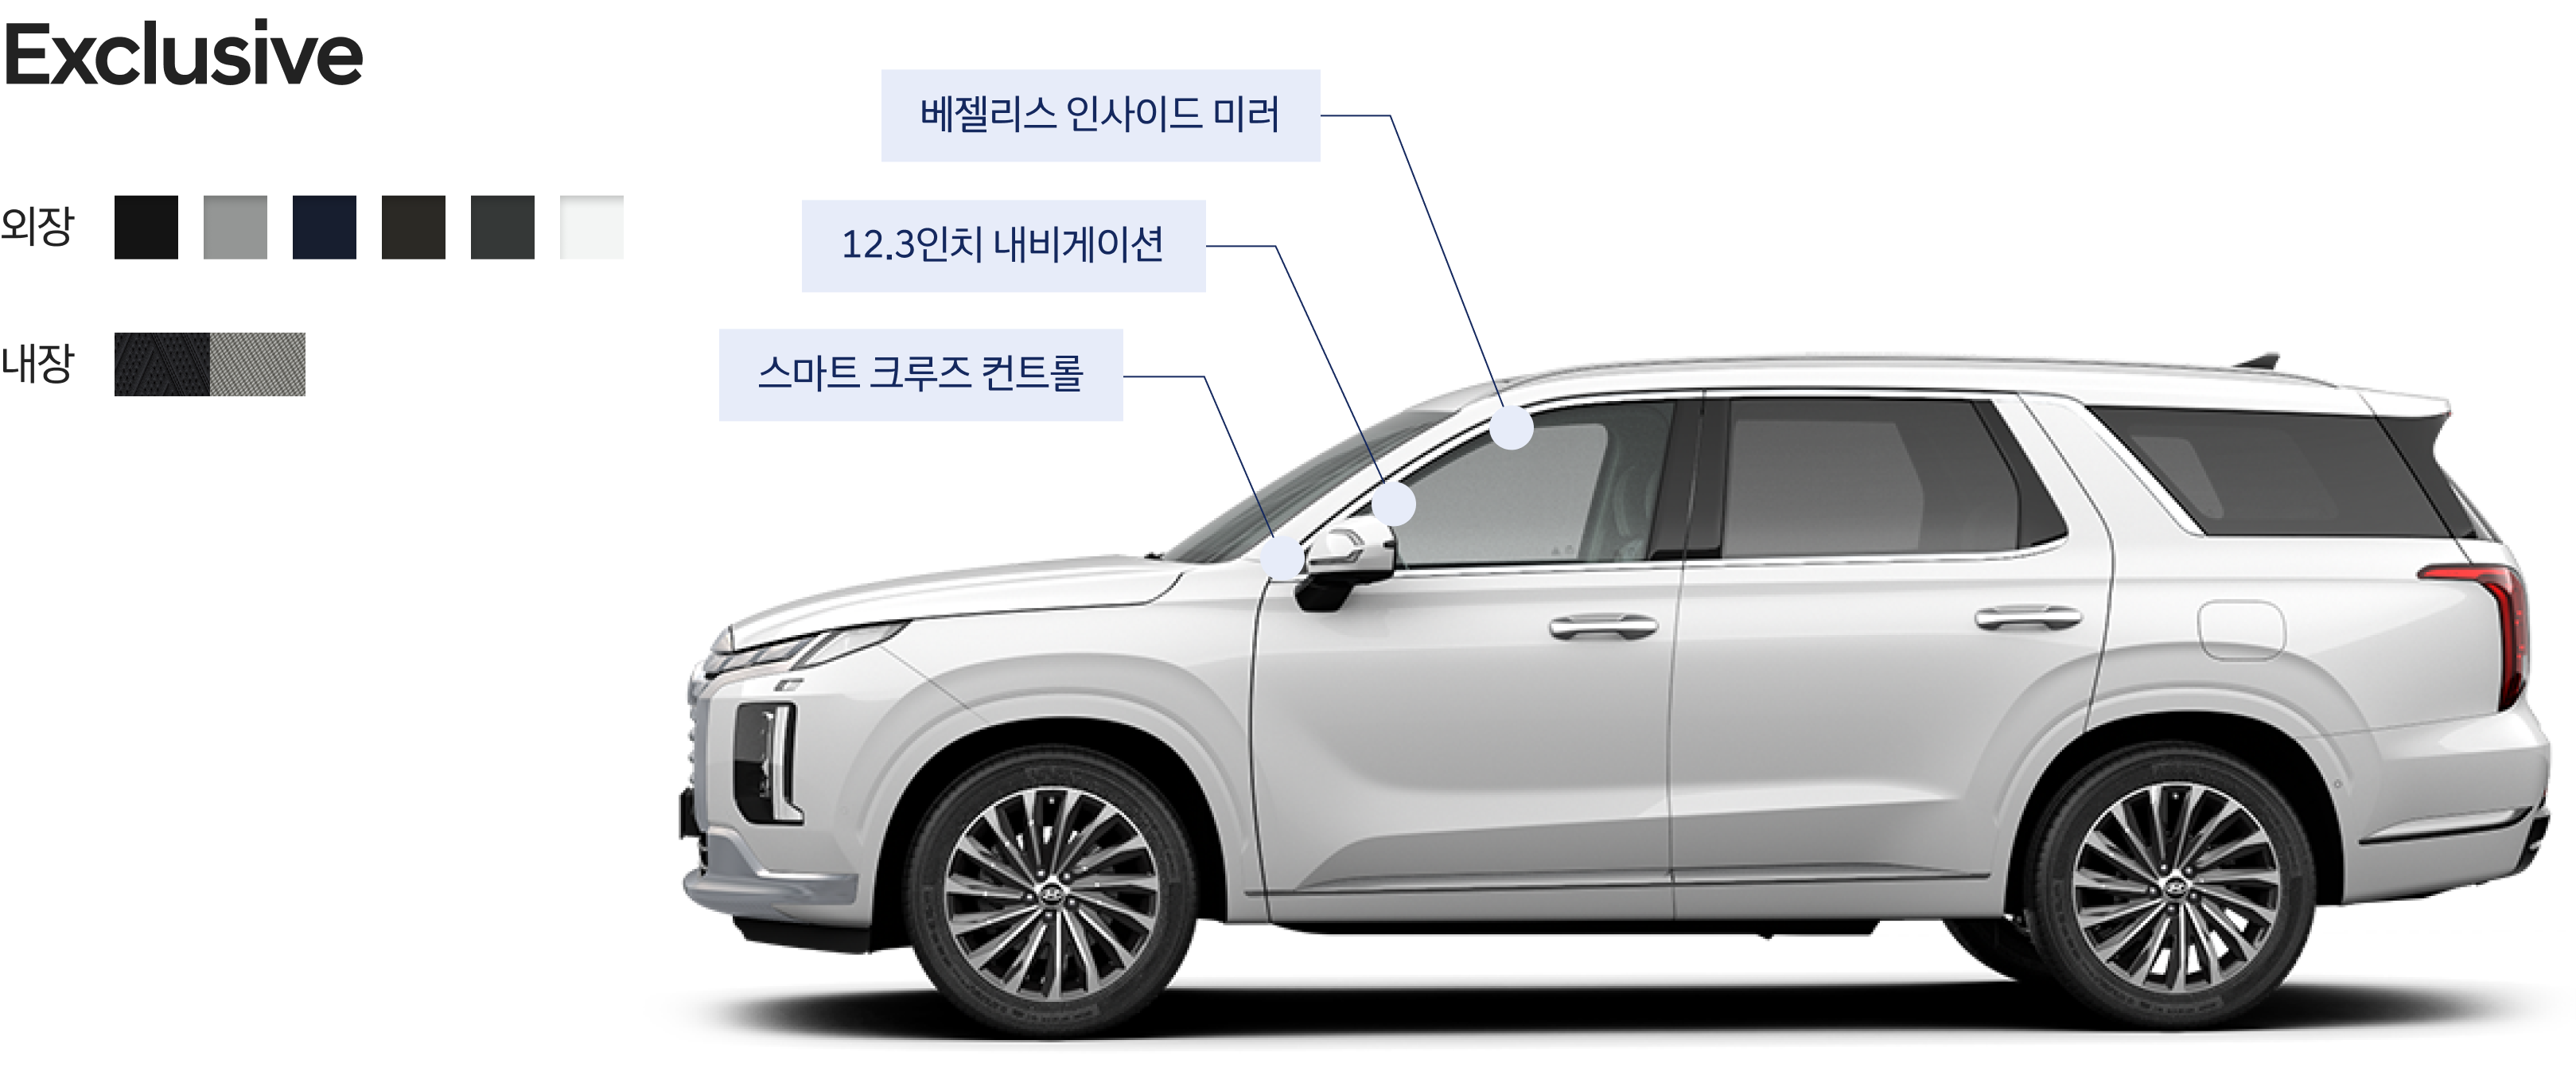 Exclusive
외장
내장
베젤리스 인사이드 미러
12.3인치 내비게이션
스마트 크루즈 컨트롤